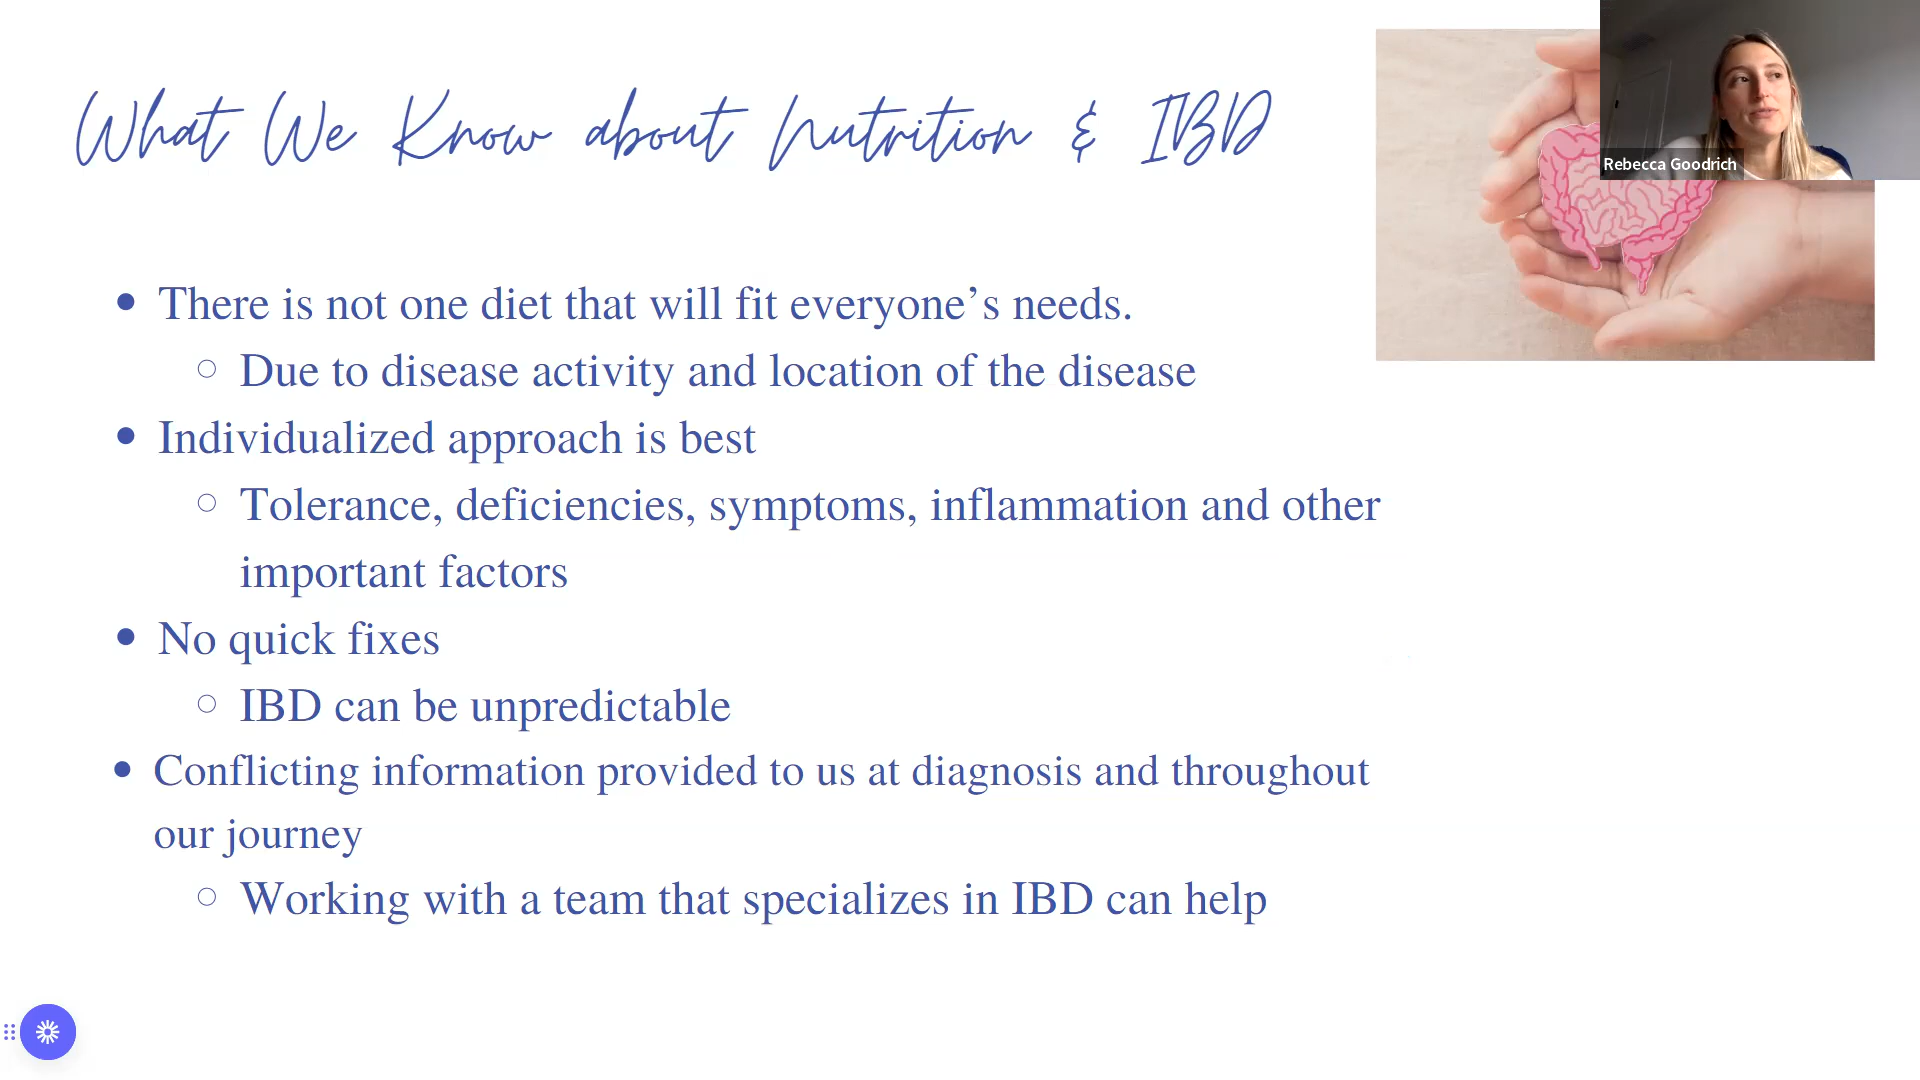 What We Know about Nutrition & IBD
Rebecca Goodrich
• There is not one diet that will fit everyone’s needs.
○ Due to disease activity and location of the disease
• Individualized approach is best
○ Tolerance, deficiencies, symptoms, inflammation and other
important factors
• No quick fixes
○ IBD can be unpredictable
• Conflicting information provided to us at diagnosis and throughout
our journey
○ Working with a team that specializes in IBD can help